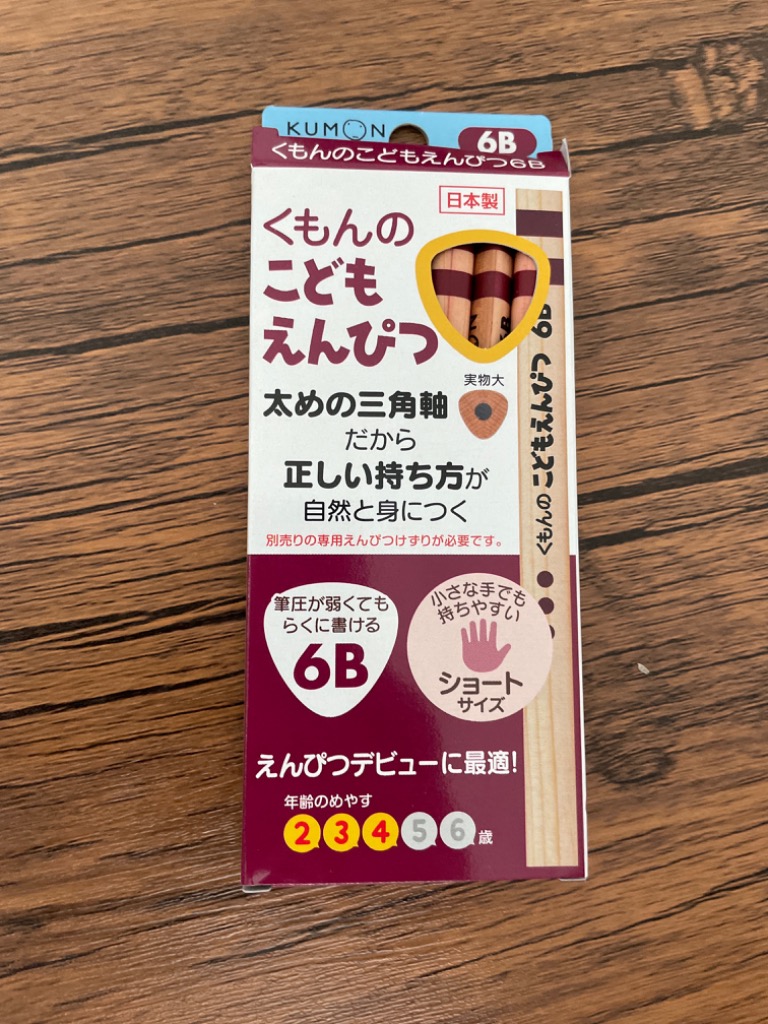 KUMON
6B
くもんのこどもえんぴつ6B
日本製
くもんの
こども
えんぴつ
実物大
太めの三角軸
だから
正しい持ち方が
自然と身につく
別売りの専用えんぴつけずりが必要です。
くもんの こどもえんぴつ 6B
筆圧が弱くても
らくに書ける
6B
小さな手でも
持ちやすい
ショート
サイズ
えんぴつデビューに最適!
年齢のめやす
2 3 4 5 6 歳